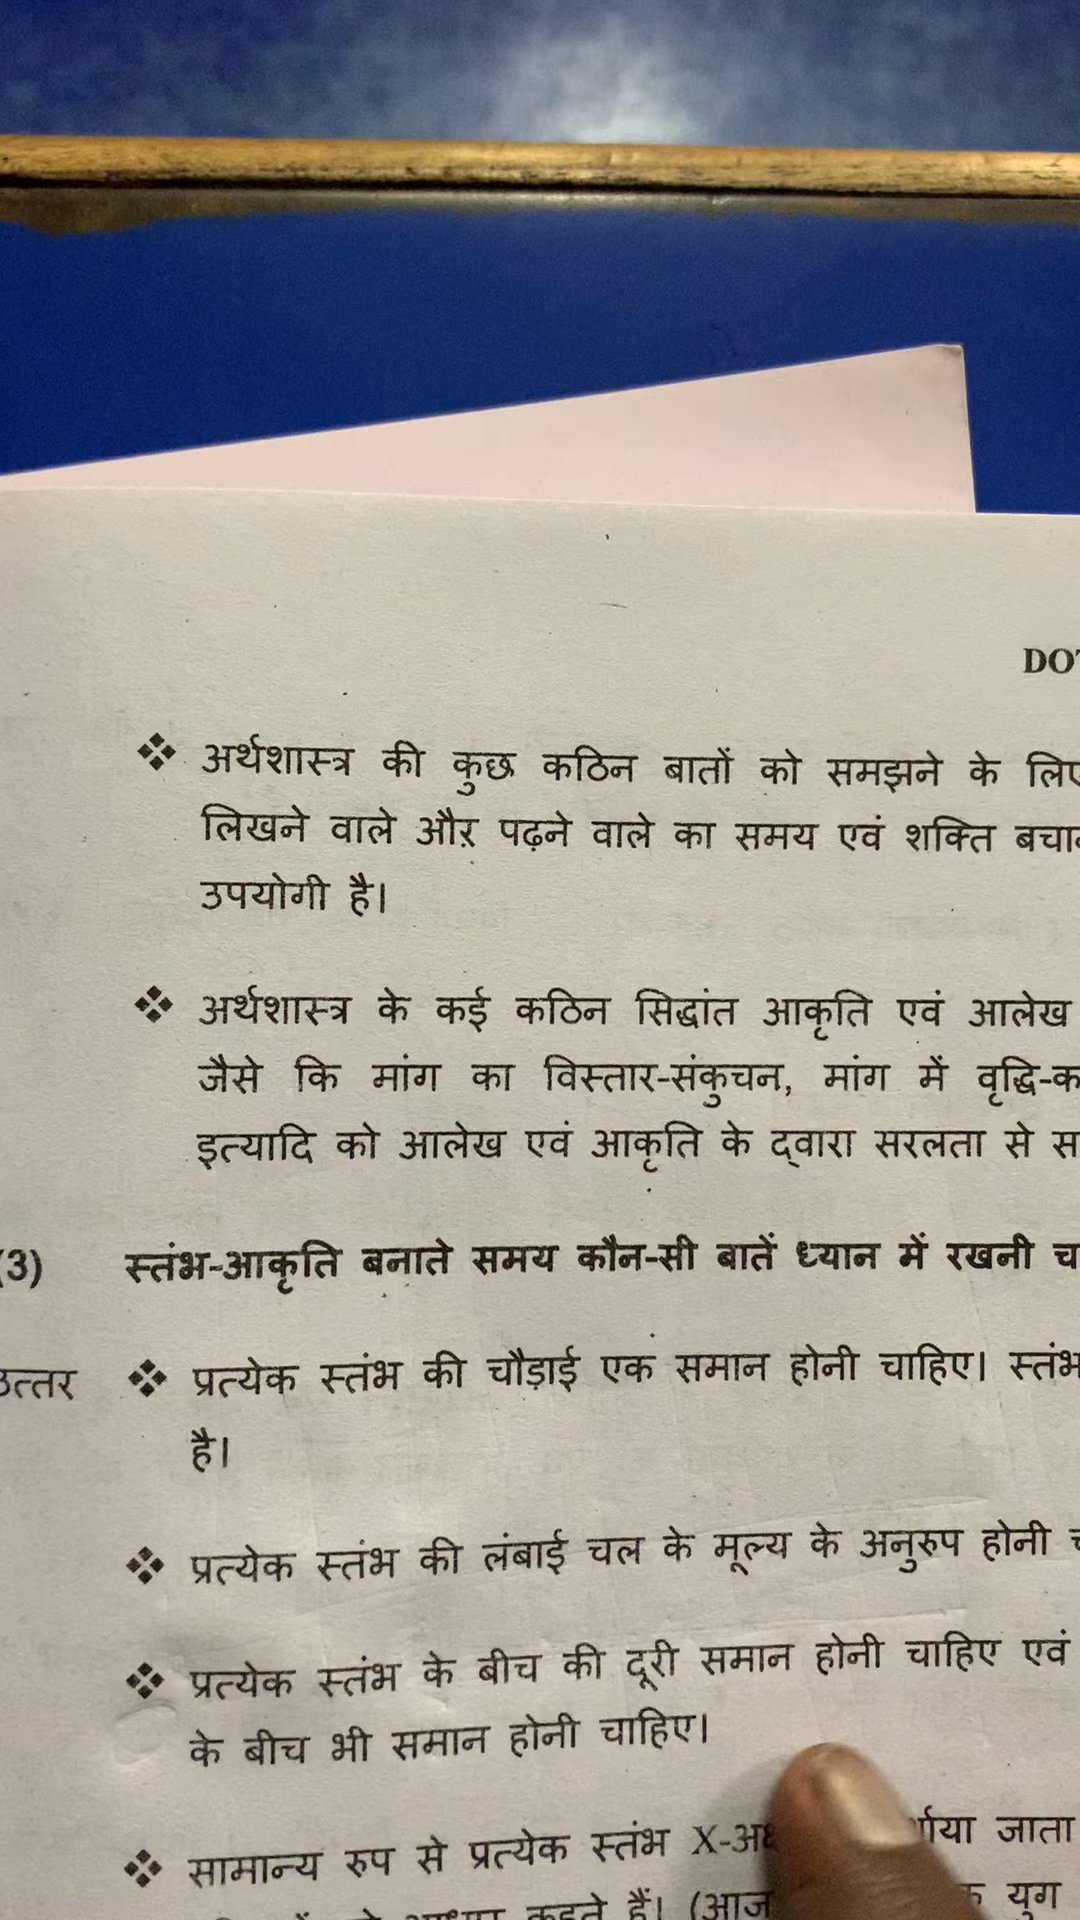 ❖ अर्थशास्त्र की कुछ कठिन बातों को समझने के
लिखने वाले और पढ़ने वाले का समय एवं शक्ति
उपयोगी है।
❖ अर्थशास्त्र के कई कठिन सिद्धांत आकृति एवं आलेख
जैसे कि मांग का विस्तार-संकुचन, मांग में
इत्यादि को आलेख एवं आकृति के द्वारा सरलता से
(3) स्तंभ-आकृति बनाते समय कौन-सी बातें ध्यान में रखनी
उत्तर ❖ प्रत्येक स्तंभ की चौड़ाई एक समान होनी चाहिए। स्तंभ
है।
❖ प्रत्येक स्तंभ की लंबाई चल के मूल्य के अनुरुप होनी
❖ प्रत्येक स्तंभ के बीच की दूरी समान होनी चाहिए एवं
के बीच भी समान होनी चाहिए।
❖ सामान्य रुप से प्रत्येक स्तंभ जाता
कहते हैं। (आज युग